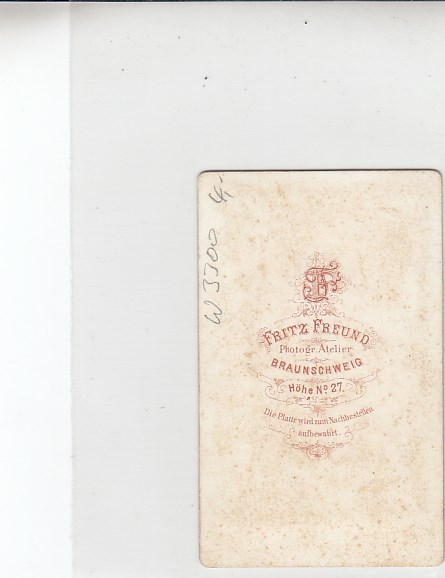 W 3300 4,-
FRITZ FREUND
Photogr. Atelier
BRAUNSCHWEIG
Höhe No 27.
Die Platte wird zum Nachbestellen
aufbewahrt.